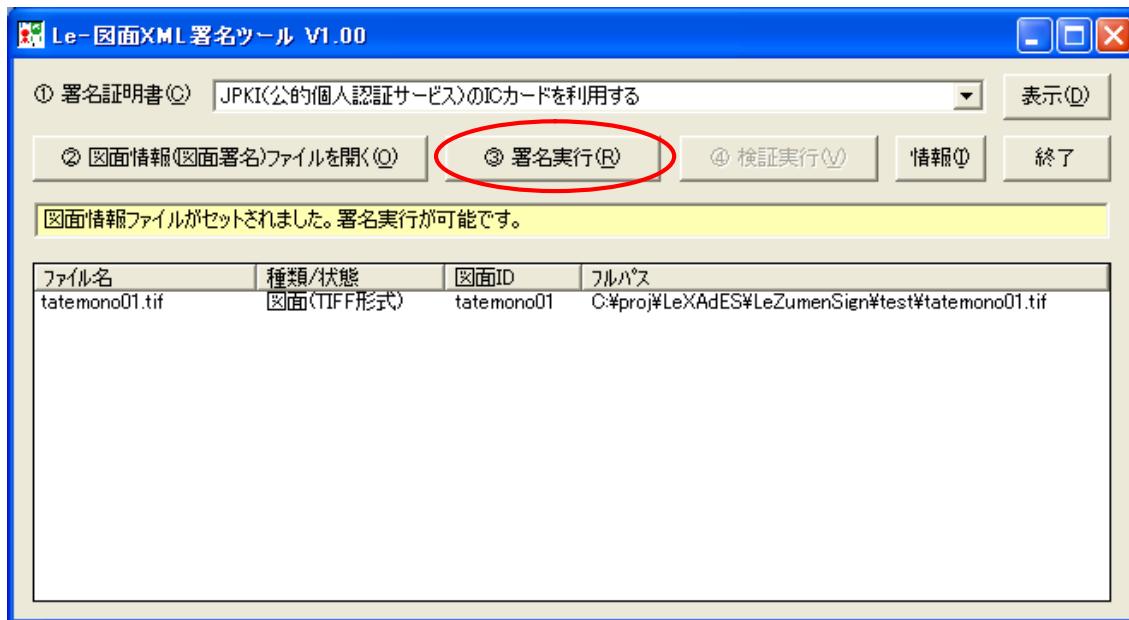 Le-図面XML署名ツール V1.00
① 署名証明書(C) JPKI(公的個人認証サービス)のICカードを利用する 表示(D)
② 図面情報(図面署名)ファイルを開く(O) ③ 署名実行(R) ④ 検証実行(V) 情報(I) 終了
図面情報ファイルがセットされました。署名実行が可能です。
ファイル名 種類/状態 図面ID フルパス
tatemono01.tif 図面(TIFF形式) tatemono01 C:¥proj¥LeXAdES¥LeZumenSign¥test¥tatemono01.tif